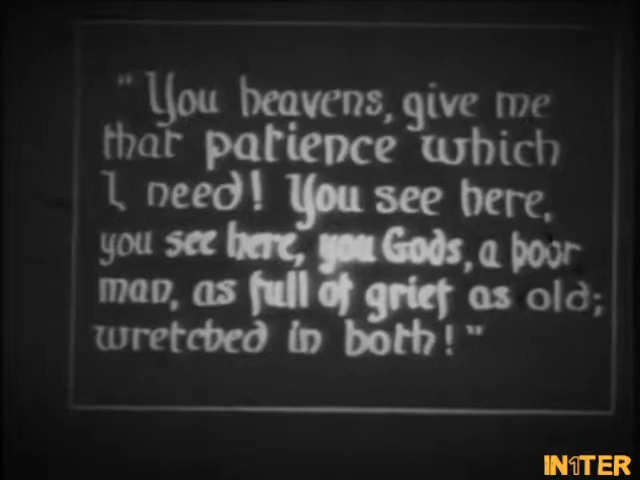 "You heavens, give me
that patience which
I need! You see here,
you see here, you Gods, a poor
man, as full of grief as old;
wretched in both!"
IN1TER